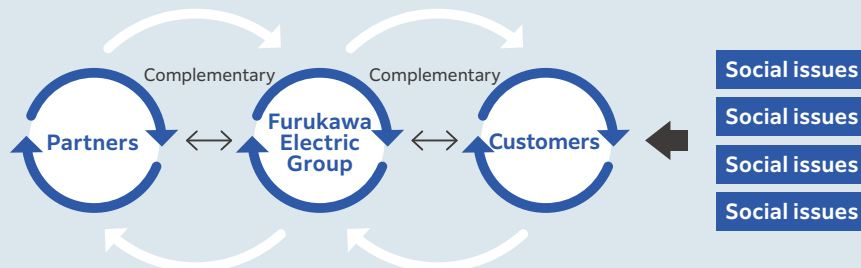 Complementary
Complementary
Partners
Furukawa
Electric
Group
Customers
Social issues
Social issues
Social issues
Social issues